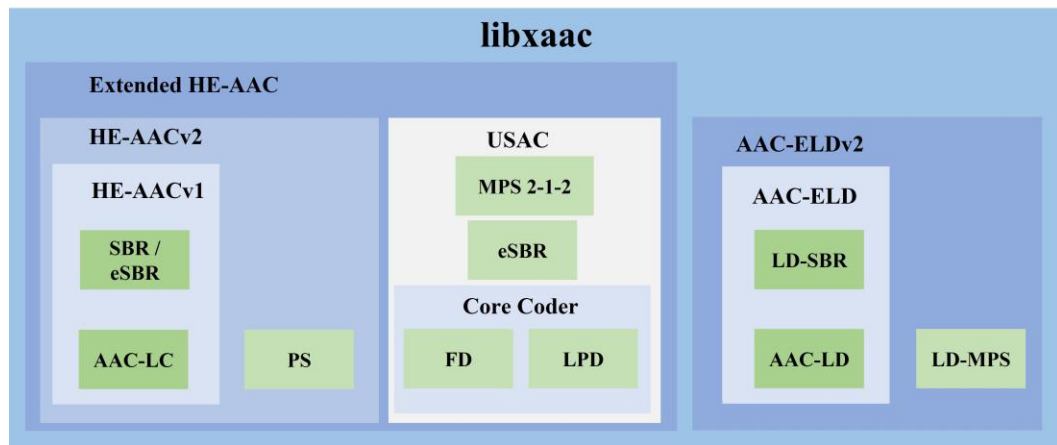 libxaac
Extended HE-AAC
HE-AACv2
HE-AACv1
SBR /
eSBR
AAC-LC
PS
USAC
MPS 2-1-2
eSBR
Core Coder
FD
LPD
AAC-ELDv2
AAC-ELD
LD-SBR
AAC-LD
LD-MPS